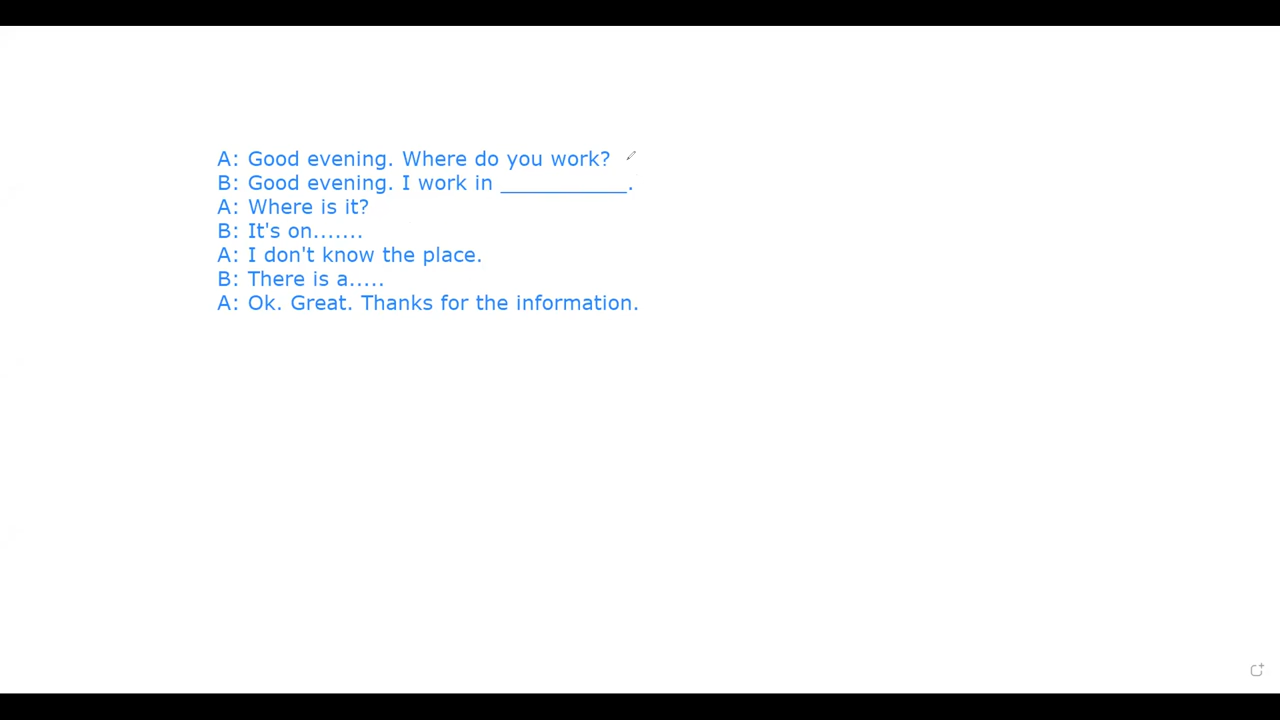 A: Good evening. Where do you work?
B: Good evening. I work in ___________.
A: Where is it?
B: It's on.......
A: I don't know the place.
B: There is a.....
A: Ok. Great. Thanks for the information.